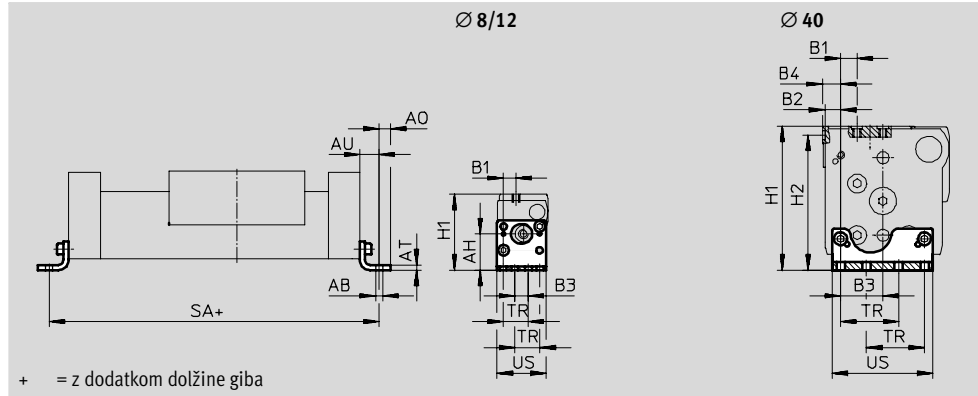 Ø 8/12
Ø 40
B1
B4
B2
AO
AU
B1
H1
AH
H1
H2
AT
AB
B3
B3
SA+
TR
TR
TR
TR
US
US
+ = z dodatkom dolžine giba